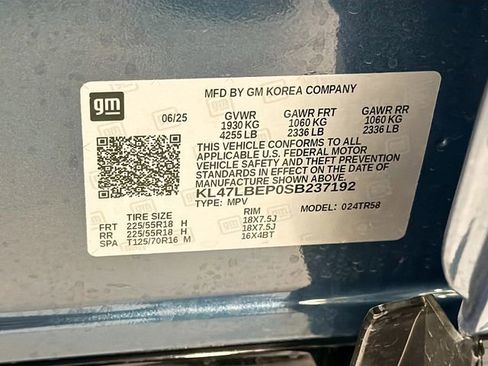 gm
MFD BY GM KOREA COMPANY
06/25 GVWR GAWR FRT GAWR RR
1930 KG 1060 KG 1060 KG
4255 LB 2336 LB 2336 LB
THIS VEHICLE CONFORMS TO ALL
APPLICABLE U.S. FEDERAL MOTOR
VEHICLE SAFETY AND THEFT PREVENTION
STANDARDS IN EFFECT ON THE DATE OF
MANUFACTURE SHOWN ABOVE.
KL47LBEP0SB237192
TYPE: MPV MODEL: 024TR58
TIRE SIZE RIM
FRT 225/55R18 H 18X7.5J
RR 225/55R18 H 18X7.5J
SPA T125/70R16 M 16X4BT